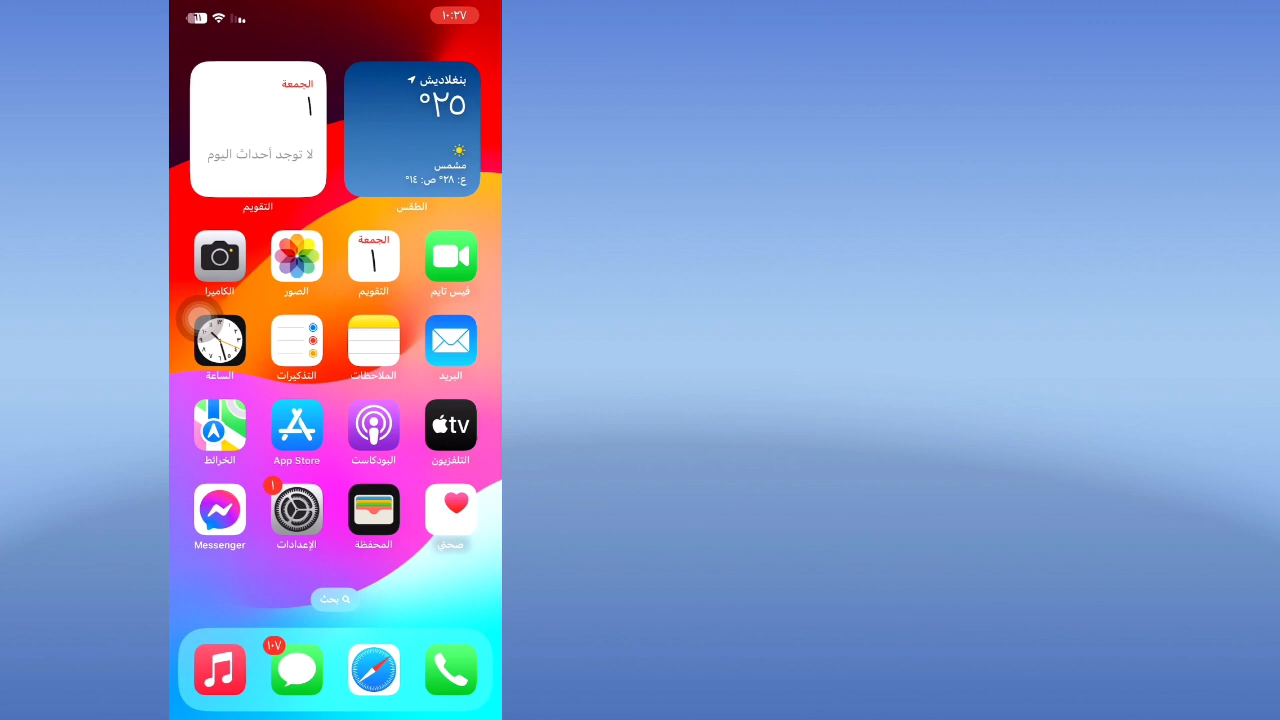 ١٠:٢٧
٦١
بنغلاديش
٢٥°
مشمس
ع: ٢٨° ص: ١٤°
الطقس
الجمعة
١
لا توجد أحداث اليوم
التقويم
فيس تايم
الجمعة
١
التقويم
الصور
الكاميرا
البريد
الملاحظات
التذكيرات
الساعة
tv
التلفزيون
البودكاست
App Store
الخرائط
صحتي
المحفظة
١
الإعدادات
Messenger
بحث
١٠٧